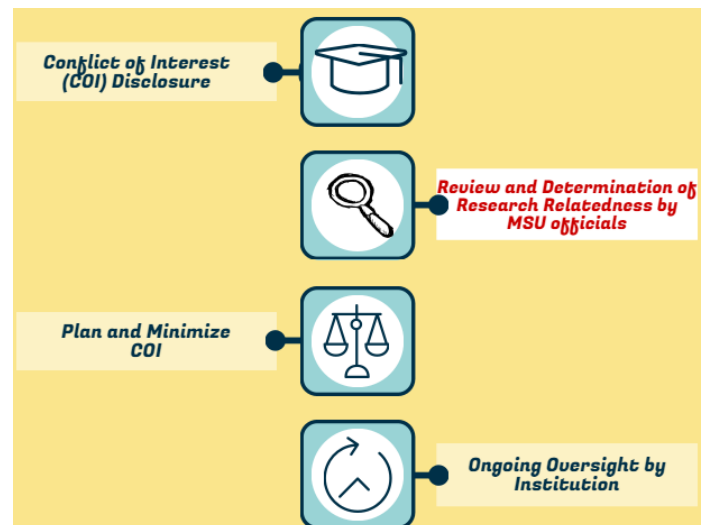 Conflict of Interest
(COI) Disclosure
Review and Determination of
Research Relatedness by
MSU officials
Plan and Minimize
COI
Ongoing Oversight by
Institution